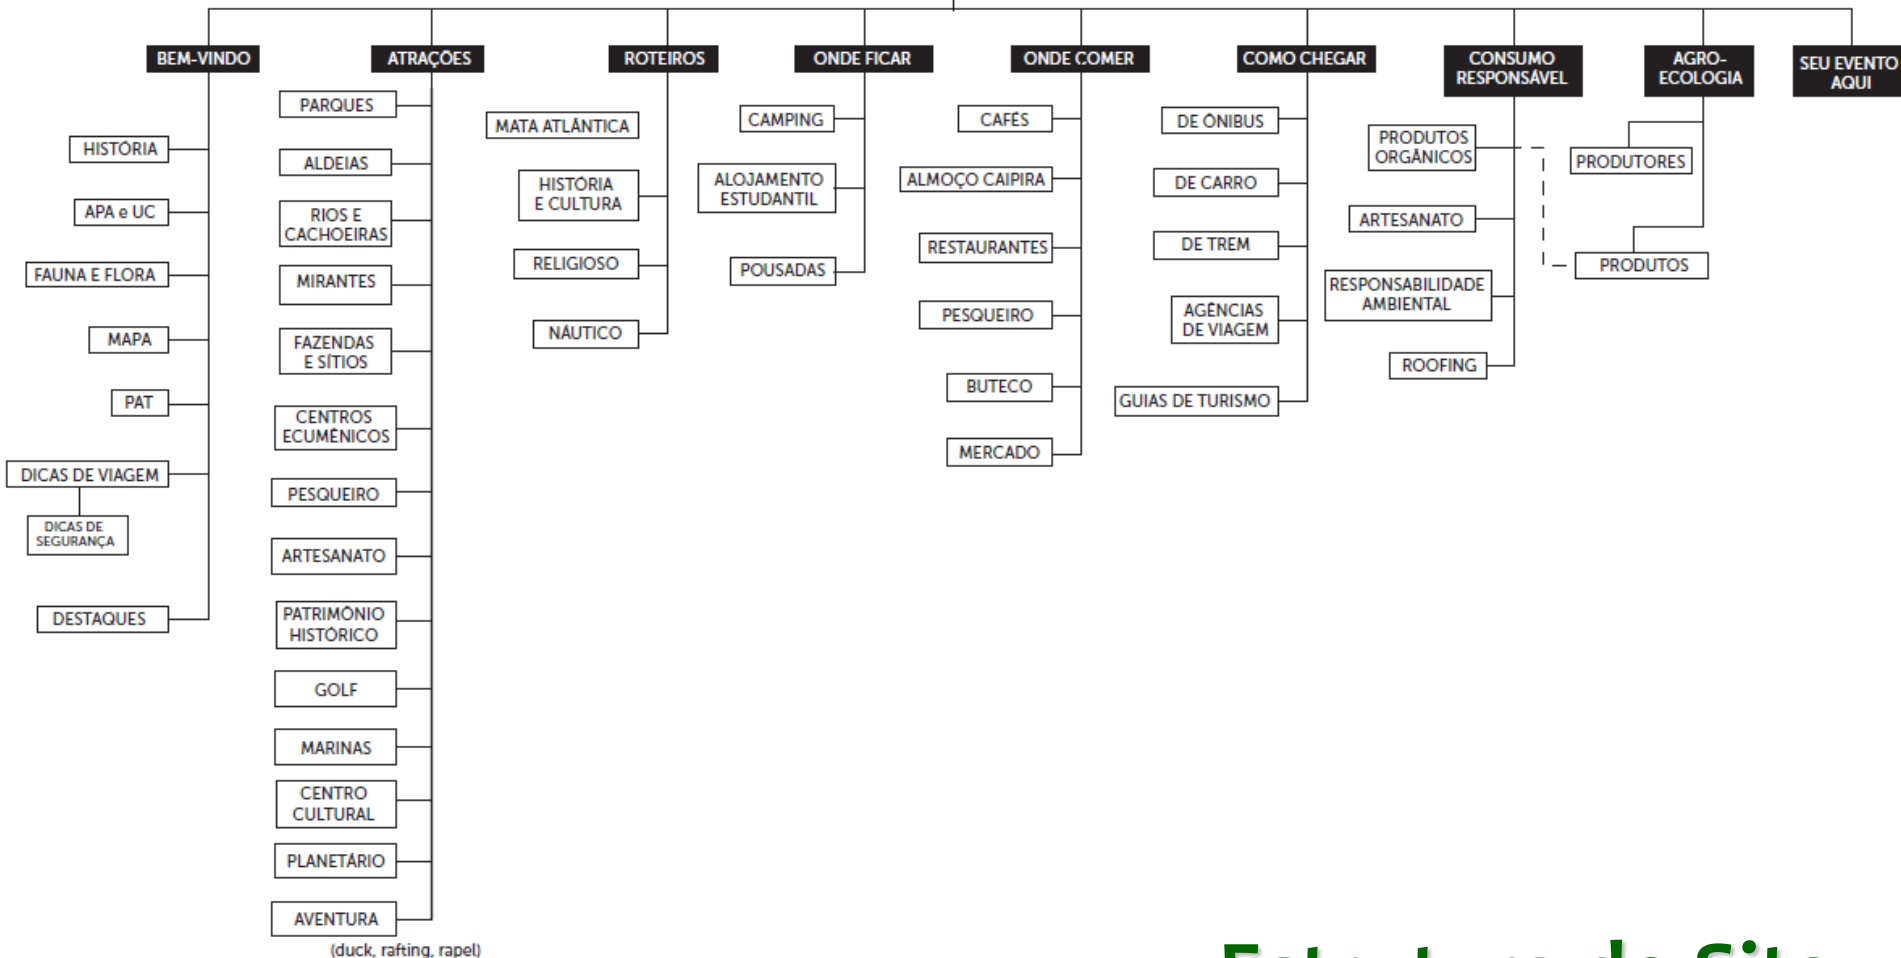 BEM-VINDO
HISTÓRIA
APA e UC
FAUNA E FLORA
MAPA
PAT
DICAS DE VIAGEM
DICAS DE
SEGURANÇA
DESTAQUES
ATRAÇÕES
PARQUES
ALDEIAS
RIOS E
CACHOEIRAS
MIRANTES
FAZENDAS
E SÍTIOS
CENTROS
ECUMÊNICOS
PESQUEIRO
ARTESANATO
PATRIMÔNIO
HISTÓRICO
GOLF
MARINAS
CENTRO
CULTURAL
PLANETÁRIO
AVENTURA
(duck, rafting, rapel)
ROTEIROS
MATA ATLÂNTICA
HISTÓRIA
E CULTURA
RELIGIOSO
NÁUTICO
ONDE FICAR
CAMPING
ALOJAMENTO
ESTUDANTIL
POUSADAS
ONDE COMER
CAFÉS
ALMOÇO CAIPIRA
RESTAURANTES
PESQUEIRO
BUTECO
MERCADO
COMO CHEGAR
DE ÔNIBUS
DE CARRO
DE TREM
AGÊNCIAS
DE VIAGEM
GUIAS DE TURISMO
CONSUMO
RESPONSÁVEL
PRODUTOS
ORGÂNICOS
ARTESANATO
RESPONSABILIDADE
AMBIENTAL
ROOFING
AGRO-
ECOLOGIA
PRODUTORES
PRODUTOS
SEU EVENTO
AQUI
Estrutura do Site